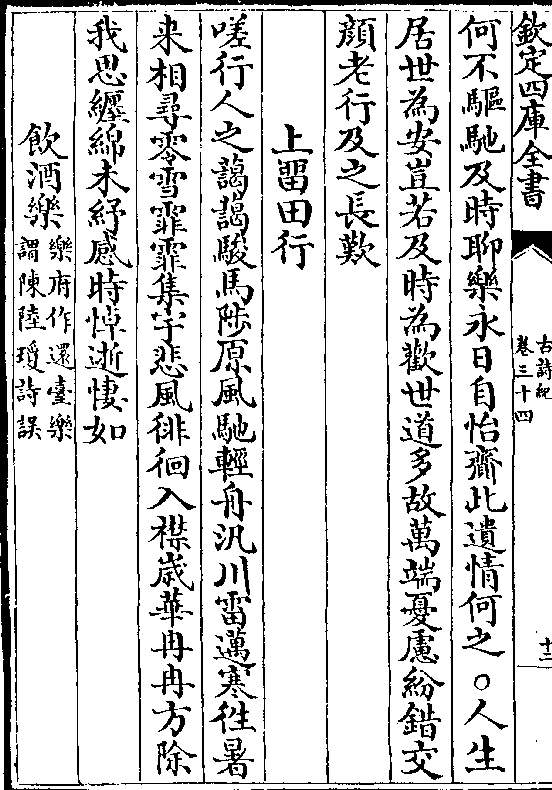 欽定四庫全書
古詩紀
卷三十四
十二
何不驅馳及時聊樂永日自怡齎此遺情何之○人生
居世為安豈若及時為歡世道多故萬端憂慮紛錯交
顔老行及之長歎
上留田行
嗟行人之藹藹駿馬陟原風馳輕舟汎川雷邁寒徃暑
来相尋零雪霏霏集宇悲風徘徊入襟歳華冉冉方除
我思纒綿未紓感時悼逝悽如
飲酒樂
樂府作還臺樂
謂陳陸瓊詩誤